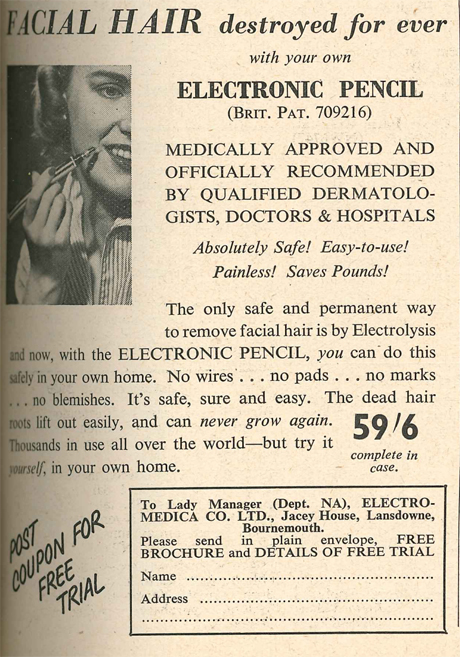 FACIAL HAIR destroyed for ever
with your own
ELECTRONIC PENCIL
(BRIT. PAT. 709216)
MEDICALLY APPROVED AND
OFFICIALLY RECOMMENDED
BY QUALIFIED DERMATOLO-
GISTS, DOCTORS & HOSPITALS
Absolutely Safe! Easy-to-use!
Painless! Saves Pounds!
The only safe and permanent way
to remove facial hair is by Electrolysis
and now, with the ELECTRONIC PENCIL, you can do this
safely in your own home. No wires . . . no pads . . . no marks
. . . no blemishes. It's safe, sure and easy. The dead hair
roots lift out easily, and can never grow again.
Thousands in use all over the world—but try it
yourself, in your own home.
59/6
complete in
case.
POST
COUPON FOR
FREE
TRIAL
To Lady Manager (Dept. NA), ELECTRO-
MEDICA CO. LTD., Jacey House, Lansdowne,
Bournemouth.
Please send in plain envelope, FREE
BROCHURE and DETAILS OF FREE TRIAL
Name ..........................................................
Address ......................................................
..................................................................